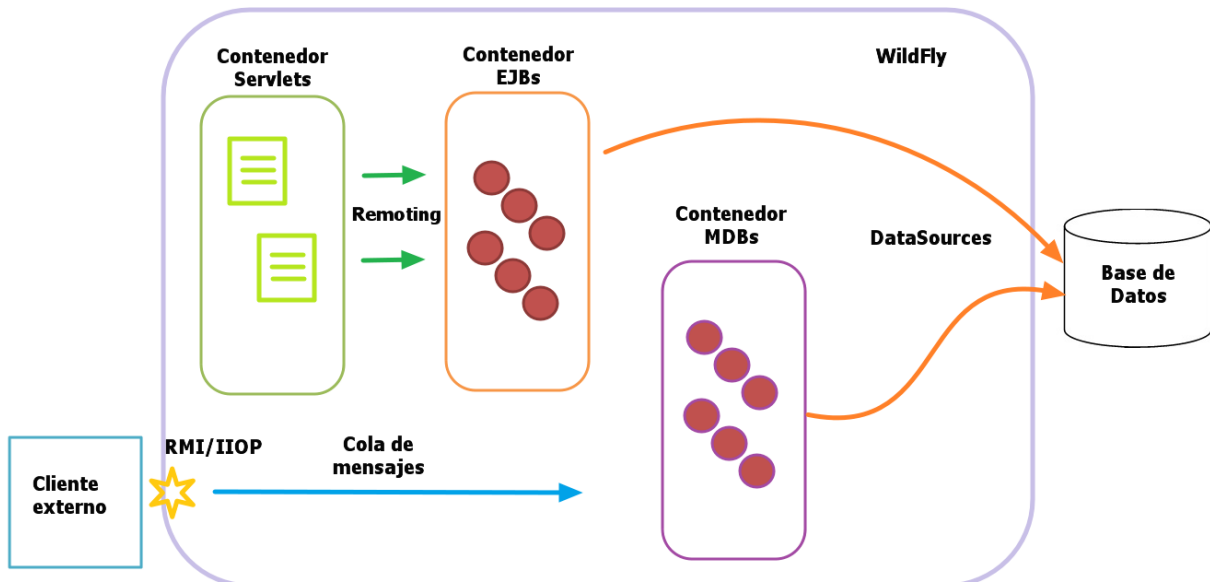 Contenedor
Servlets
Contenedor
EJBs
WildFly
Remoting
Contenedor
MDBs
DataSources
Base de
Datos
RMI/IIOP
Cola de
mensajes
Cliente
externo